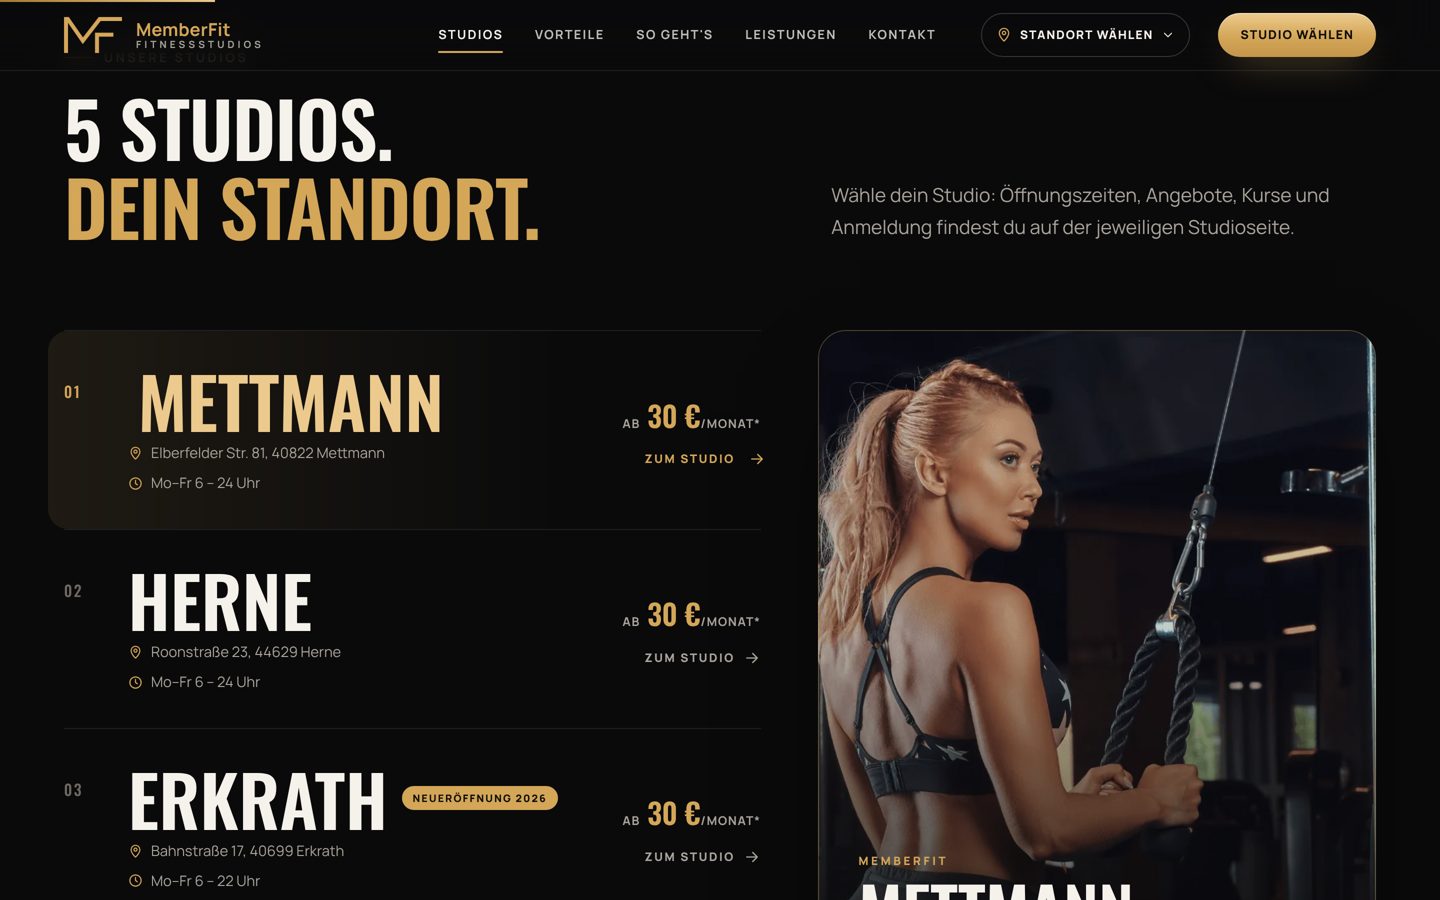 MemberFit
FITNESSSTUDIOS
UNSERE STUDIOS
STUDIOS
VORTEILE
SO GEHT'S
LEISTUNGEN
KONTAKT
STANDORT WÄHLEN
STUDIO WÄHLEN
5 STUDIOS.
DEIN STANDORT.
Wähle dein Studio: Öffnungszeiten, Angebote, Kurse und
Anmeldung findest du auf der jeweiligen Studioseite.
01
METTMANN
Elberfelder Str. 81, 40822 Mettmann
Mo–Fr 6 – 24 Uhr
AB 30 €/MONAT*
ZUM STUDIO
02
HERNE
Roonstraße 23, 44629 Herne
Mo–Fr 6 – 24 Uhr
AB 30 €/MONAT*
ZUM STUDIO
03
ERKRATH
NEUERÖFFNUNG 2026
Bahnstraße 17, 40699 Erkrath
Mo–Fr 6 – 22 Uhr
AB 30 €/MONAT*
ZUM STUDIO
MEMBERFIT
METTMANN